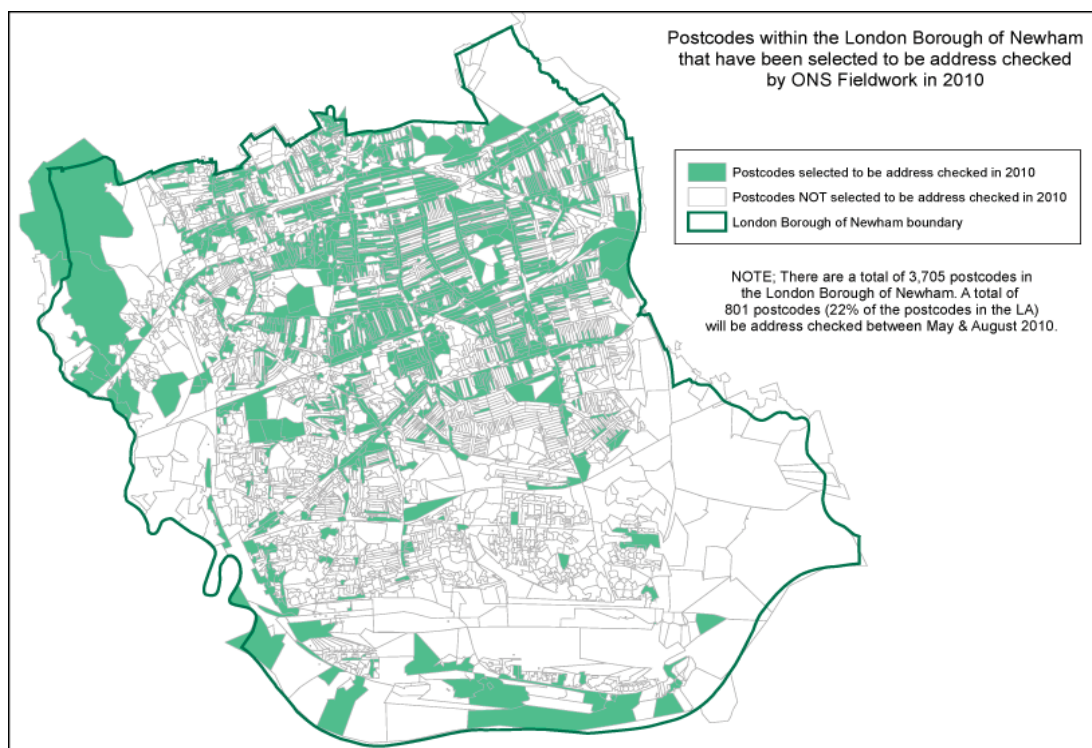 Postcodes within the London Borough of Newham
that have been selected to be address checked
by ONS Fieldwork in 2010
Postcodes selected to be address checked in 2010
Postcodes NOT selected to be address checked in 2010
London Borough of Newham boundary
NOTE; There are a total of 3,705 postcodes in
the London Borough of Newham. A total of
801 postcodes (22% of the postcodes in the LA)
will be address checked between May & August 2010.